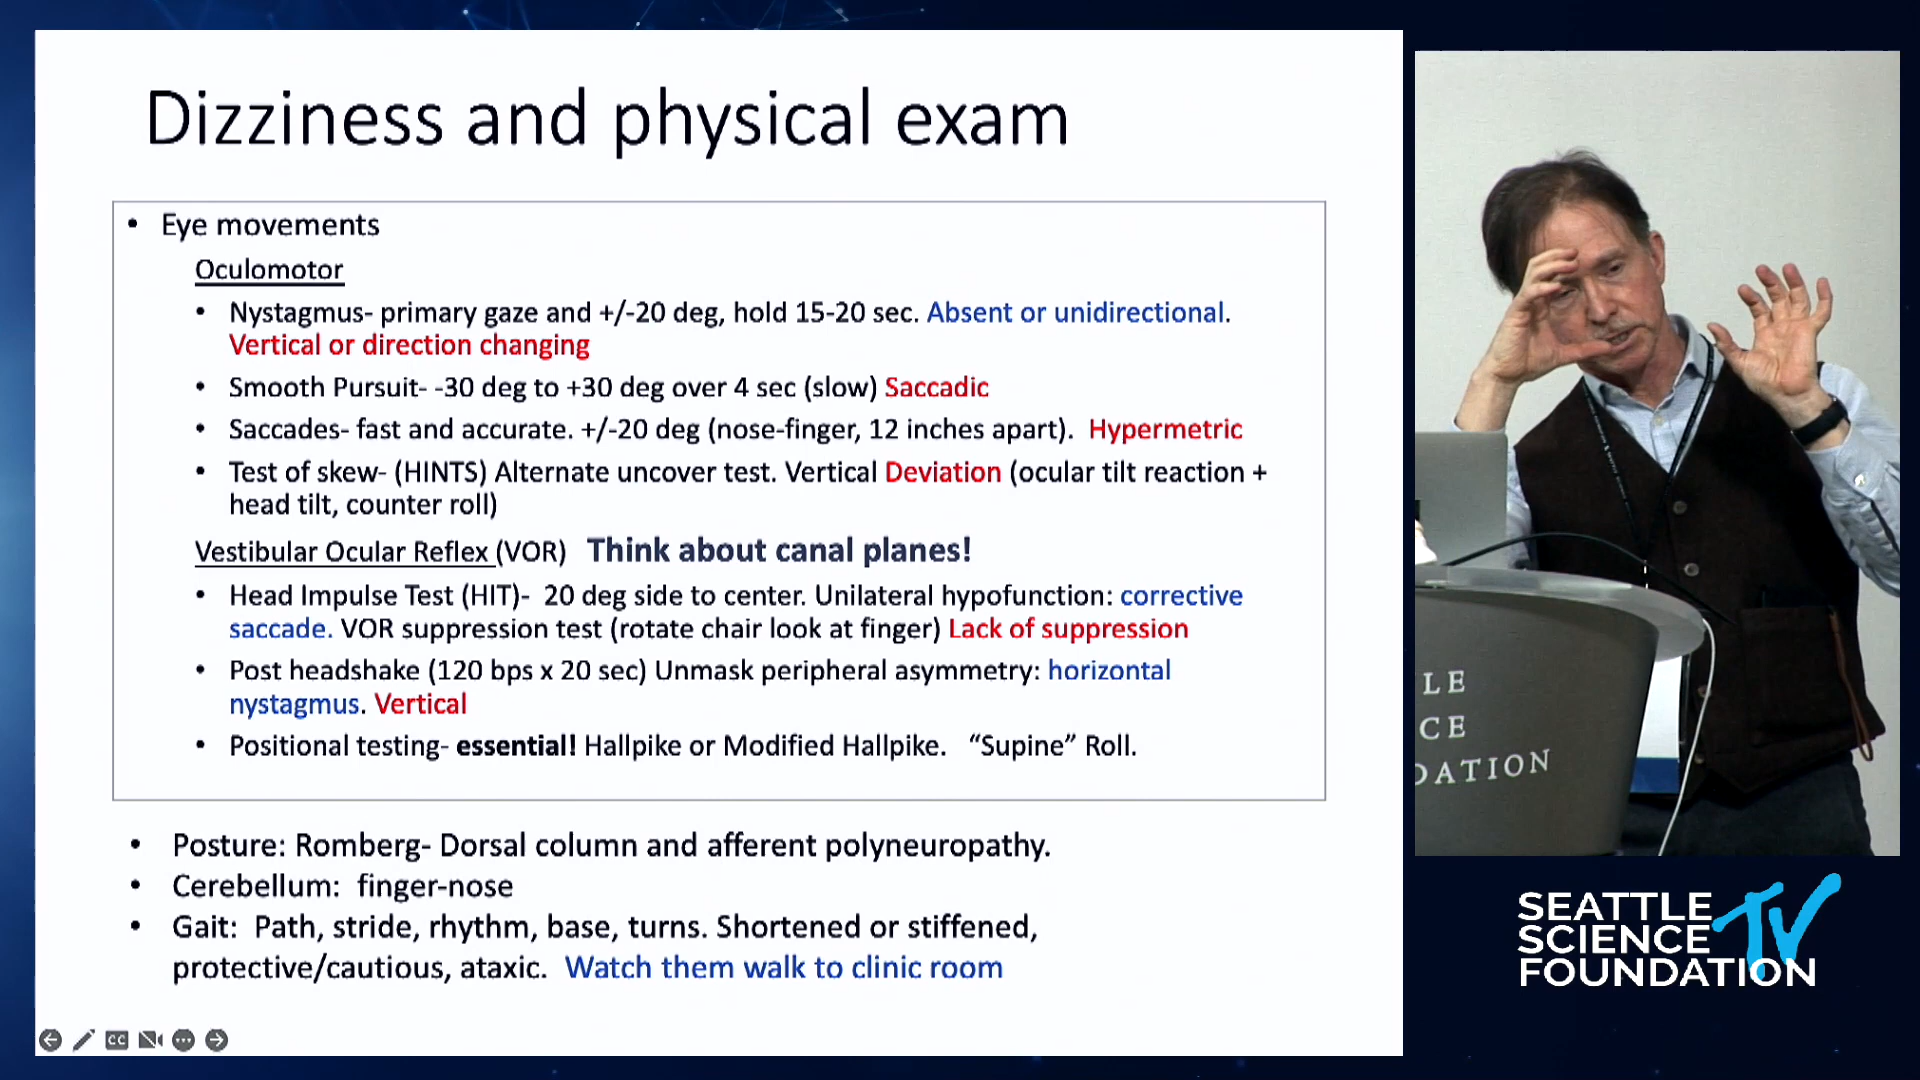 Dizziness and physical exam
• Eye movements
Oculomotor
• Nystagmus- primary gaze and +/-20 deg, hold 15-20 sec. Absent or unidirectional.
Vertical or direction changing
• Smooth Pursuit- -30 deg to +30 deg over 4 sec (slow) Saccadic
• Saccades- fast and accurate. +/-20 deg (nose-finger, 12 inches apart). Hypermetric
• Test of skew- (HINTS) Alternate uncover test. Vertical Deviation (ocular tilt reaction +
head tilt, counter roll)
Vestibular Ocular Reflex (VOR) Think about canal planes!
• Head Impulse Test (HIT)- 20 deg side to center. Unilateral hypofunction: corrective
saccade. VOR suppression test (rotate chair look at finger) Lack of suppression
• Post headshake (120 bps x 20 sec) Unmask peripheral asymmetry: horizontal
nystagmus. Vertical
• Positional testing- essential! Hallpike or Modified Hallpike. “Supine” Roll.
• Posture: Romberg- Dorsal column and afferent polyneuropathy.
• Cerebellum: finger-nose
• Gait: Path, stride, rhythm, base, turns. Shortened or stiffened,
protective/cautious, ataxic. Watch them walk to clinic room
CC
LE
CE
DATION
SEATTLE
SCIENCE TV
FOUNDATION